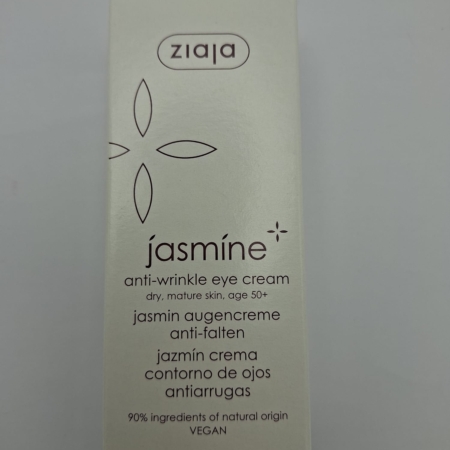 ziaja
jasmíne
anti-wrinkle eye cream
dry, mature skin, age 50+
jasmin augencreme
anti-falten
jazmín crema
contorno de ojos
antiarrugas
90% ingredients of natural origin
VEGAN